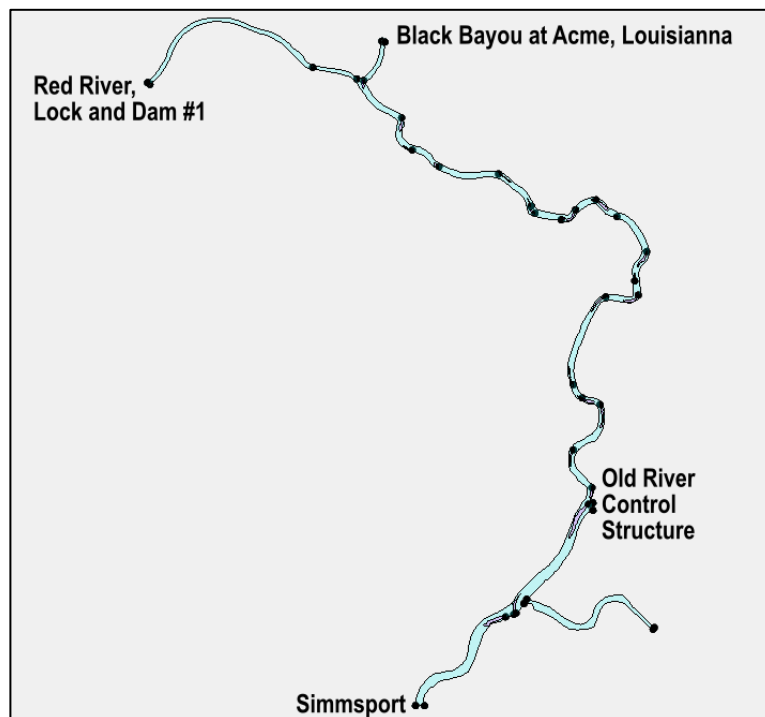 Black Bayou at Acme, Louisianna
Red River,
Lock and Dam #1
Old River
Control
Structure
Simmsport